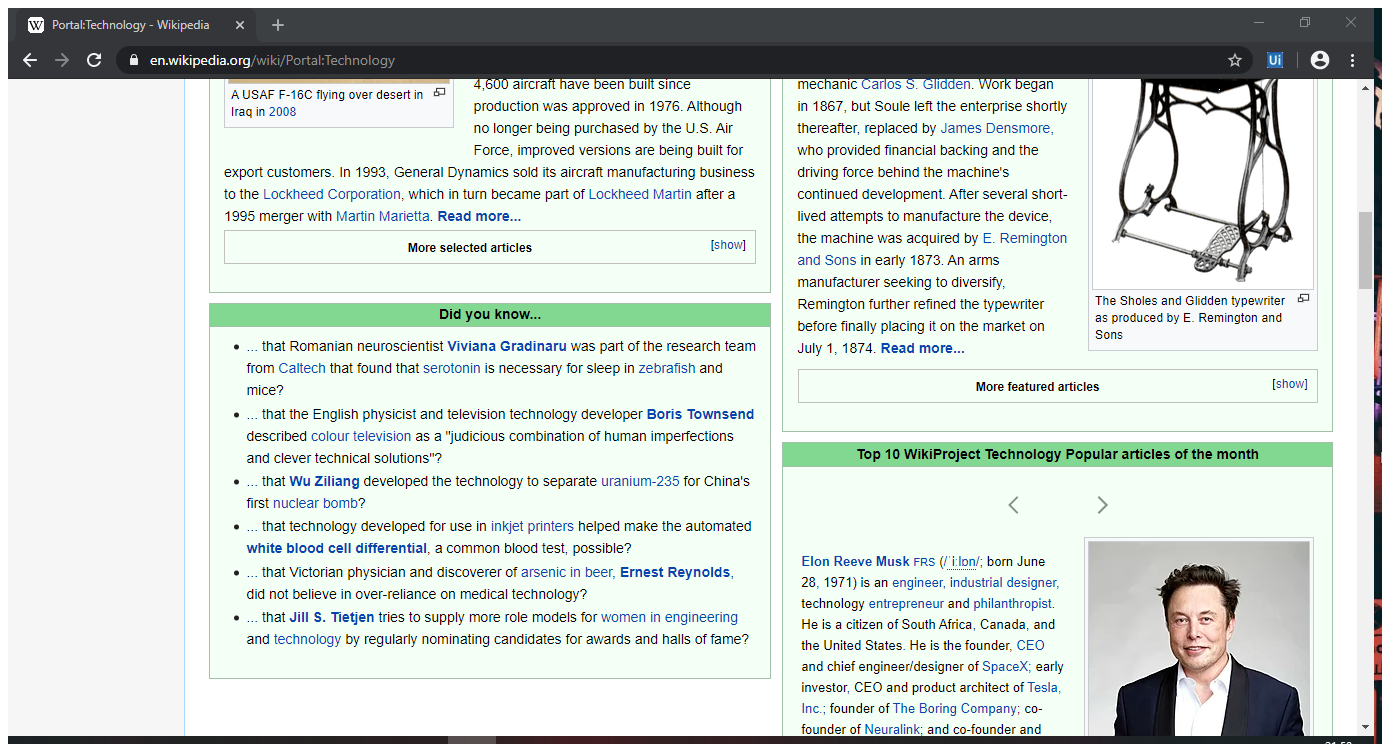 Portal:Technology - Wikipedia
en.wikipedia.org/wiki/Portal:Technology
Ui
A USAF F-16C flying over desert in
Iraq in 2008
4,600 aircraft have been built since
production was approved in 1976. Although
no longer being purchased by the U.S. Air
Force, improved versions are being built for
export customers. In 1993, General Dynamics sold its aircraft manufacturing business
to the Lockheed Corporation, which in turn became part of Lockheed Martin after a
1995 merger with Martin Marietta. Read more...
More selected articles [show]
Did you know...
... that Romanian neuroscientist Viviana Gradinaru was part of the research team
from Caltech that found that serotonin is necessary for sleep in zebrafish and
mice?
... that the English physicist and television technology developer Boris Townsend
described colour television as a "judicious combination of human imperfections
and clever technical solutions"?
... that Wu Ziliang developed the technology to separate uranium-235 for China's
first nuclear bomb?
... that technology developed for use in inkjet printers helped make the automated
white blood cell differential, a common blood test, possible?
... that Victorian physician and discoverer of arsenic in beer, Ernest Reynolds,
did not believe in over-reliance on medical technology?
... that Jill S. Tietjen tries to supply more role models for women in engineering
and technology by regularly nominating candidates for awards and halls of fame?
mechanic Carlos S. Glidden. Work began
in 1867, but Soule left the enterprise shortly
thereafter, replaced by James Densmore,
who provided financial backing and the
driving force behind the machine's
continued development. After several short-
lived attempts to manufacture the device,
the machine was acquired by E. Remington
and Sons in early 1873. An arms
manufacturer seeking to diversify,
Remington further refined the typewriter
before finally placing it on the market on
July 1, 1874. Read more...
The Sholes and Glidden typewriter
as produced by E. Remington and
Sons
More featured articles [show]
Top 10 WikiProject Technology Popular articles of the month
Elon Reeve Musk FRS (/ˈiːlɒn/; born June
28, 1971) is an engineer, industrial designer,
technology entrepreneur and philanthropist.
He is a citizen of South Africa, Canada, and
the United States. He is the founder, CEO
and chief engineer/designer of SpaceX; early
investor, CEO and product architect of Tesla,
Inc.; founder of The Boring Company; co-
founder of Neuralink; and co-founder and